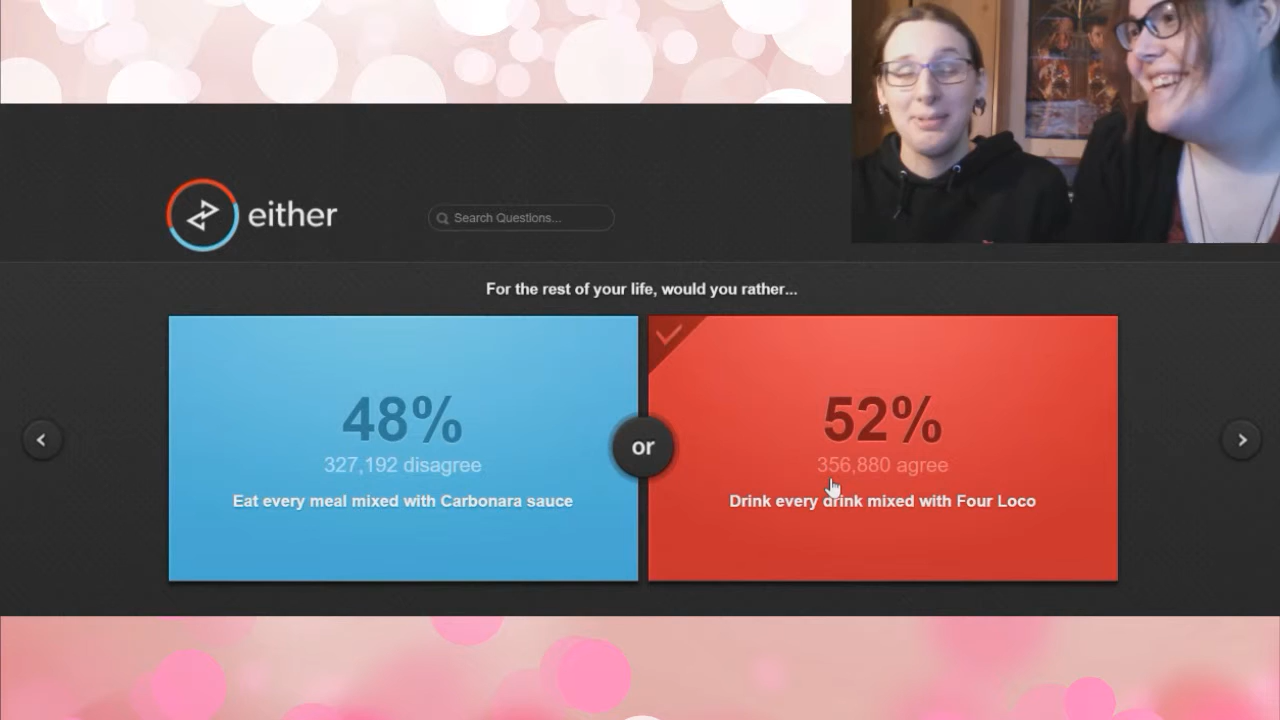 either
Search Questions...
For the rest of your life, would you rather...
48%
327,192 disagree
Eat every meal mixed with Carbonara sauce
or
52%
356,880 agree
Drink every drink mixed with Four Loco